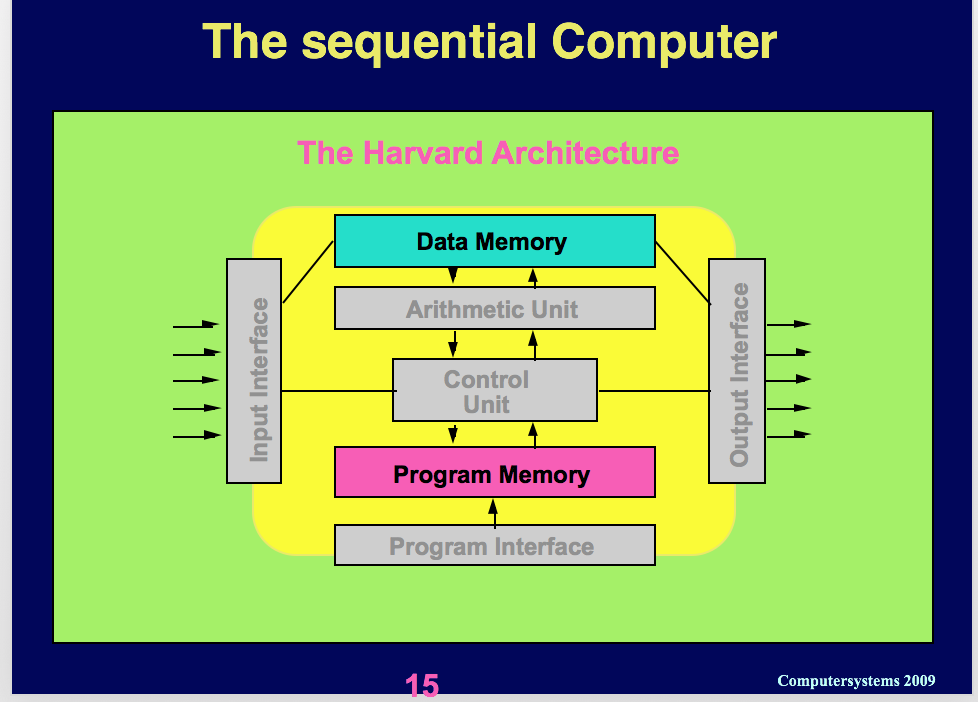 The sequential Computer
The Harvard Architecture
Data Memory
Arithmetic Unit
Input Interface
Control
Unit
Output Interface
Program Memory
Program Interface
15
Computersystems 2009